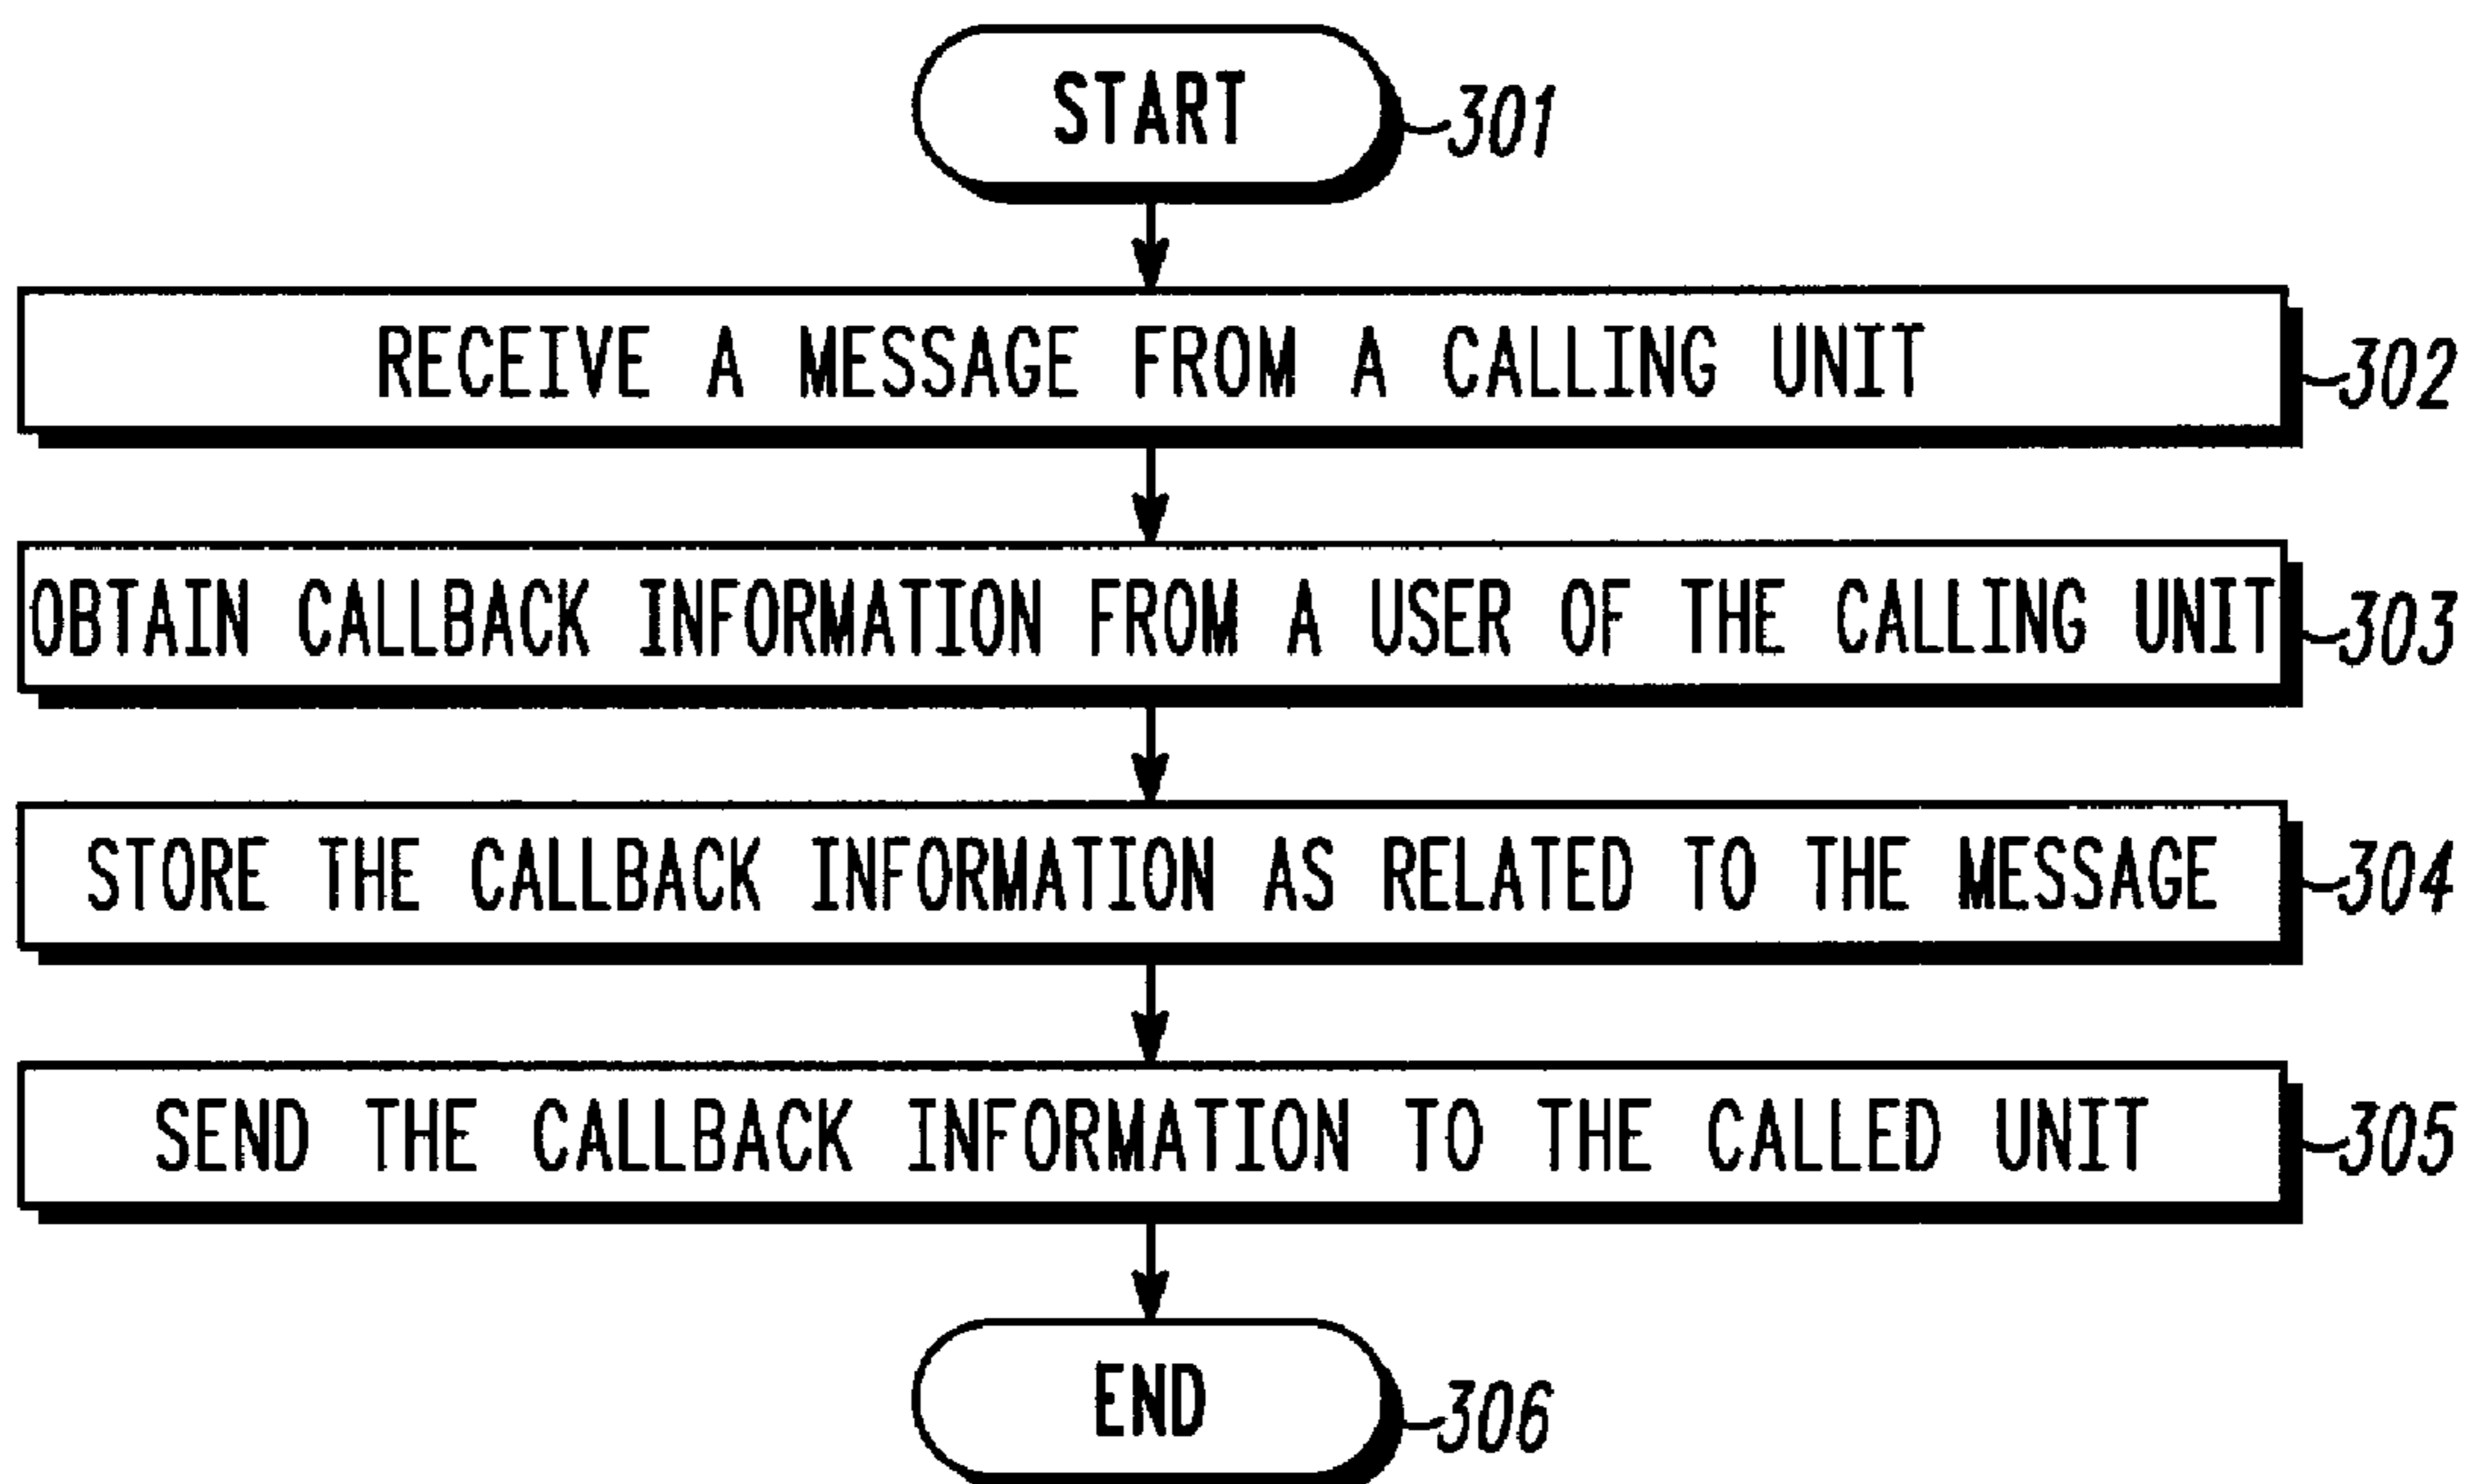 START
301
RECEIVE A MESSAGE FROM A CALLING UNIT
302
OBTAIN CALLBACK INFORMATION FROM A USER OF THE CALLING UNIT
303
STORE THE CALLBACK INFORMATION AS RELATED TO THE MESSAGE
304
SEND THE CALLBACK INFORMATION TO THE CALLED UNIT
305
END
306